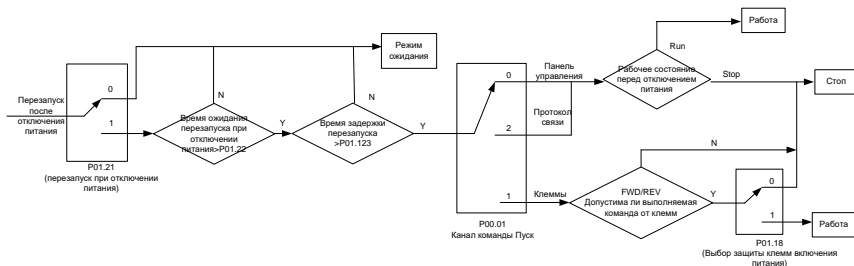 Перезапуск
после
отключения
питания
0
1
P01.21
(перезапуск при отключении
питания)
N
Время ожидания
перезапуска при
отключении
питания>P01.22
Y
N
Время задержки
перезапуска
>P01.123
Y
Режим
ожидания
0
2
1
P00.01
Канал команды Пуск
Панель
управления
Протокол
связи
Клеммы
Run
Рабочее состояние
перед отключением
питания
Stop
Работа
Стоп
N
FWD/REV
Допустима ли выполняемая
команда от клемм
Y
0
1
P01.18
(Выбор защиты клемм включения
питания)
Работа